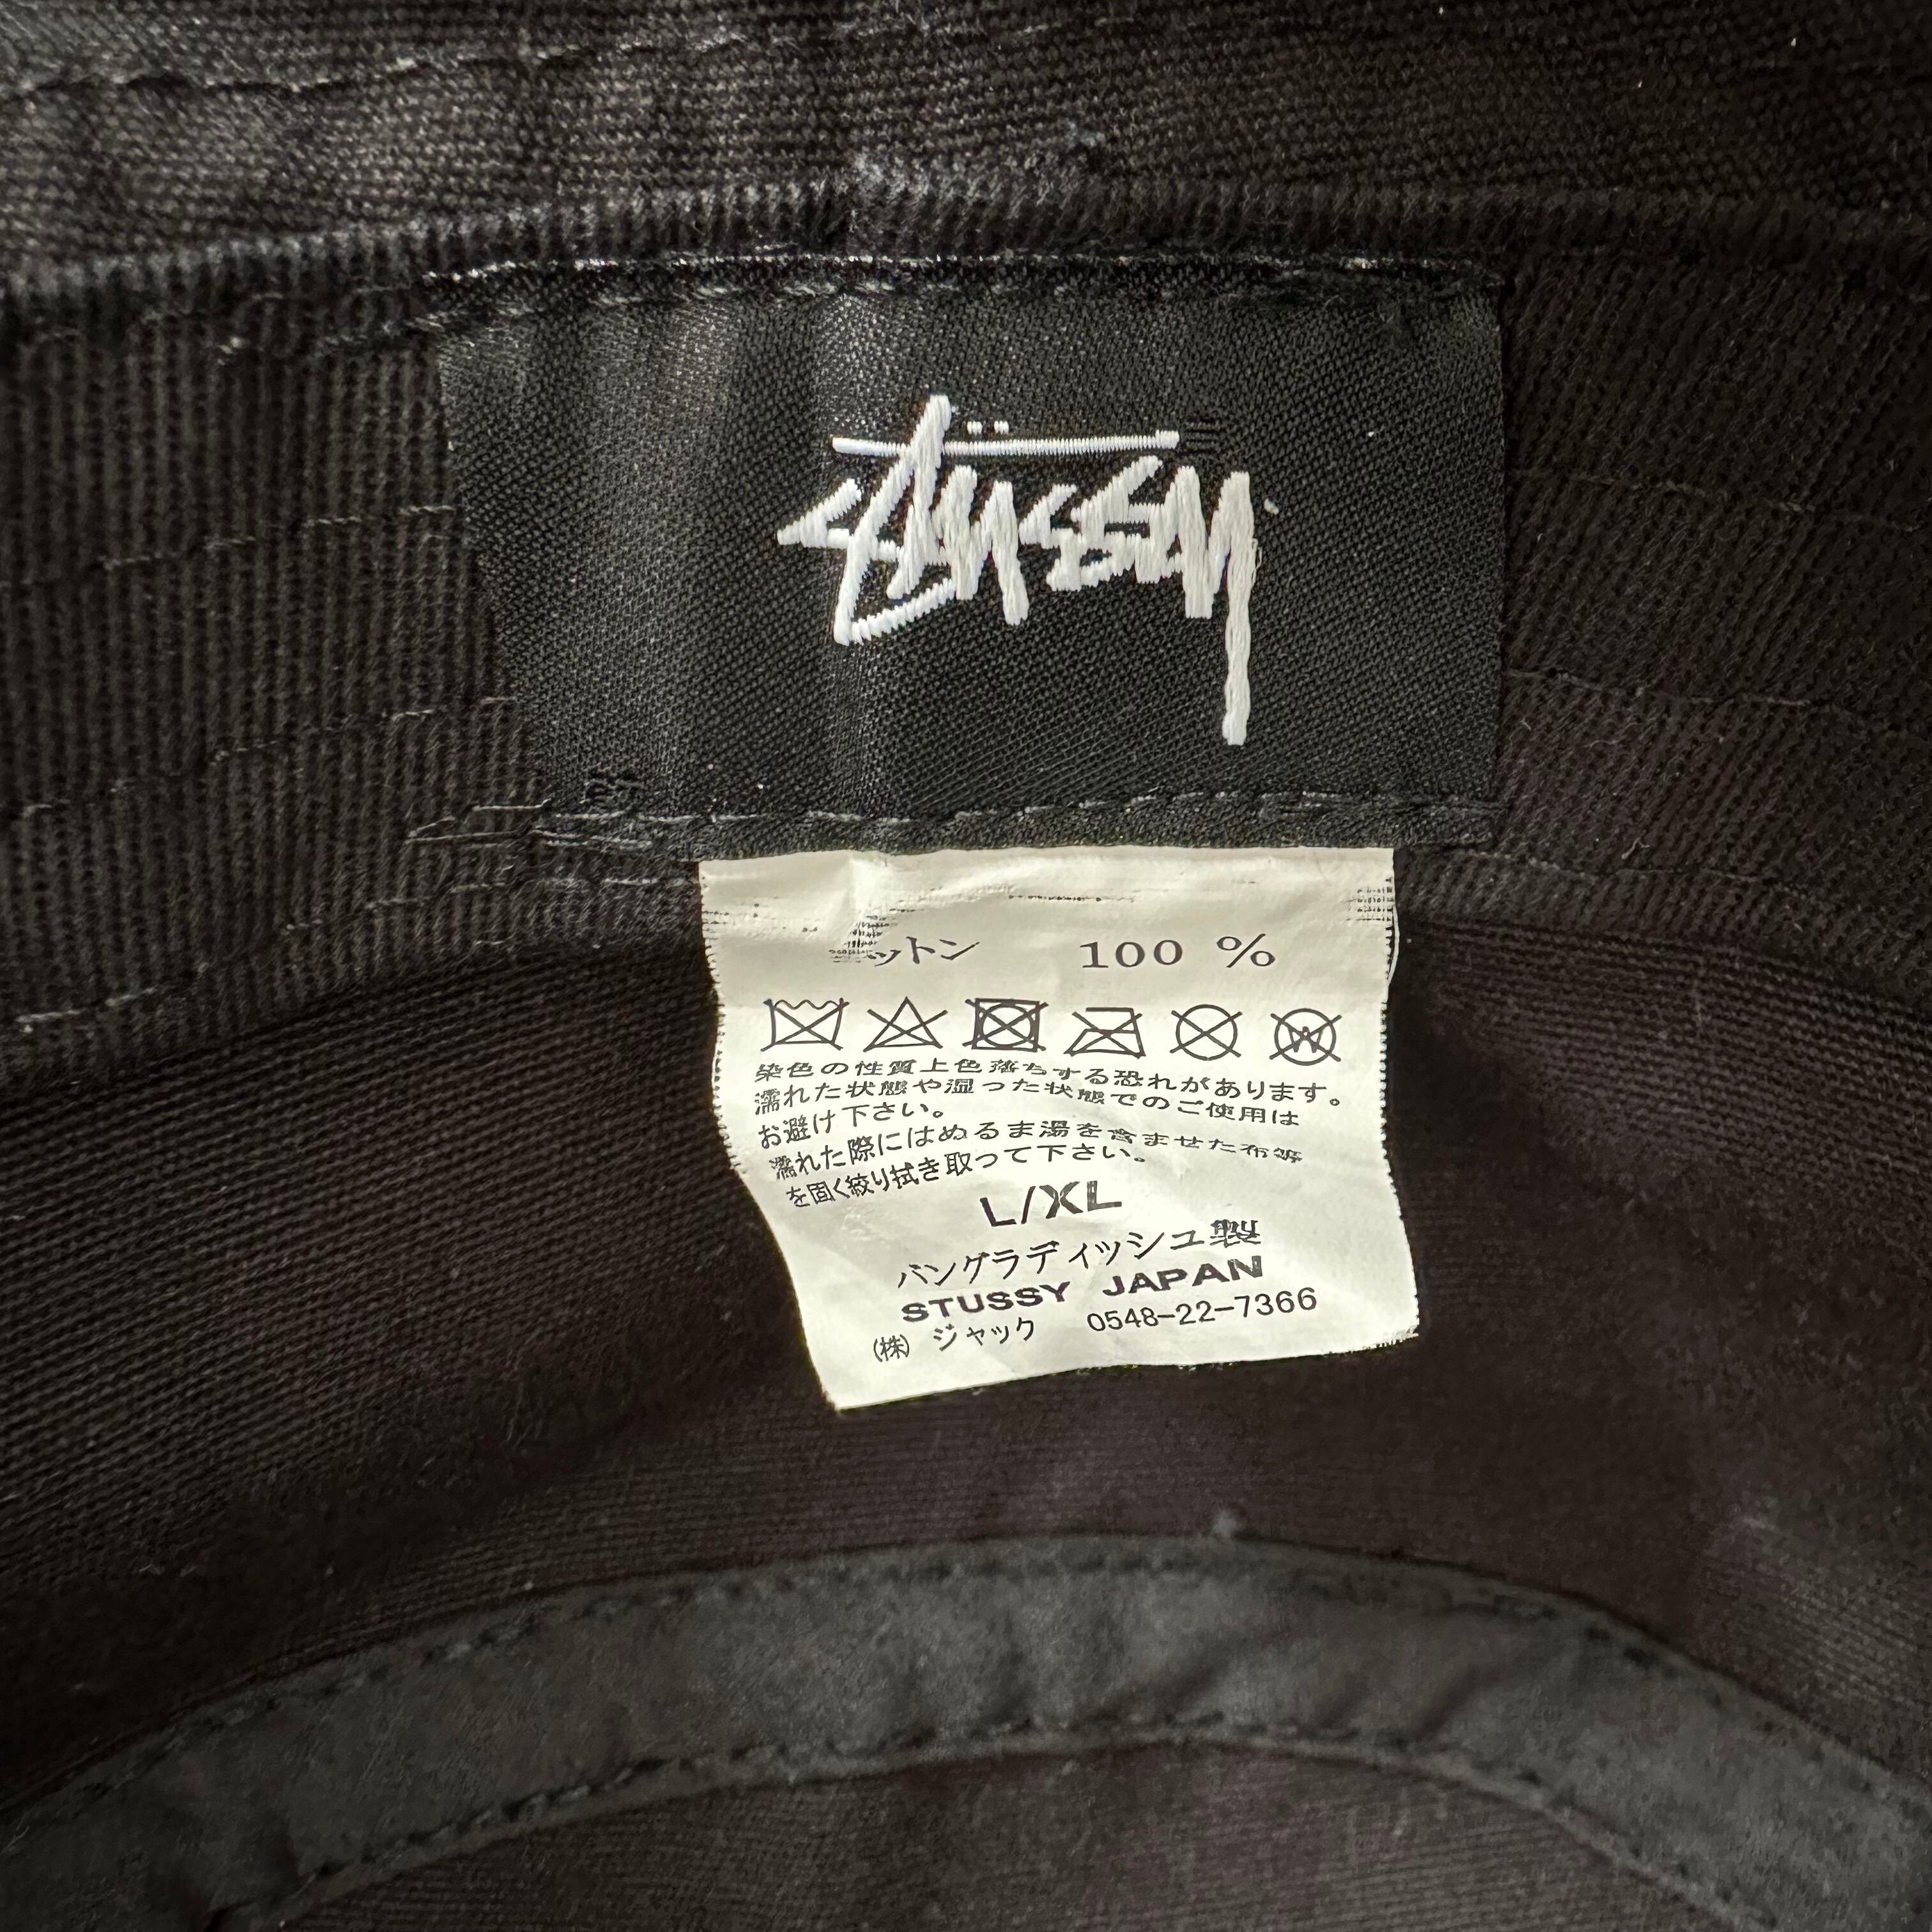 Stüssy
コットン 100 %
W
染色の性質上色落ちする恐れがあります。
濡れた状態や湿った状態でのご使用は
お避け下さい。
濡れた際にはぬるま湯を含ませた布等
を固く絞り拭き取って下さい。
L/XL
バングラディッシュ製
STUSSY JAPAN
(株) ジャック 0548-22-7366